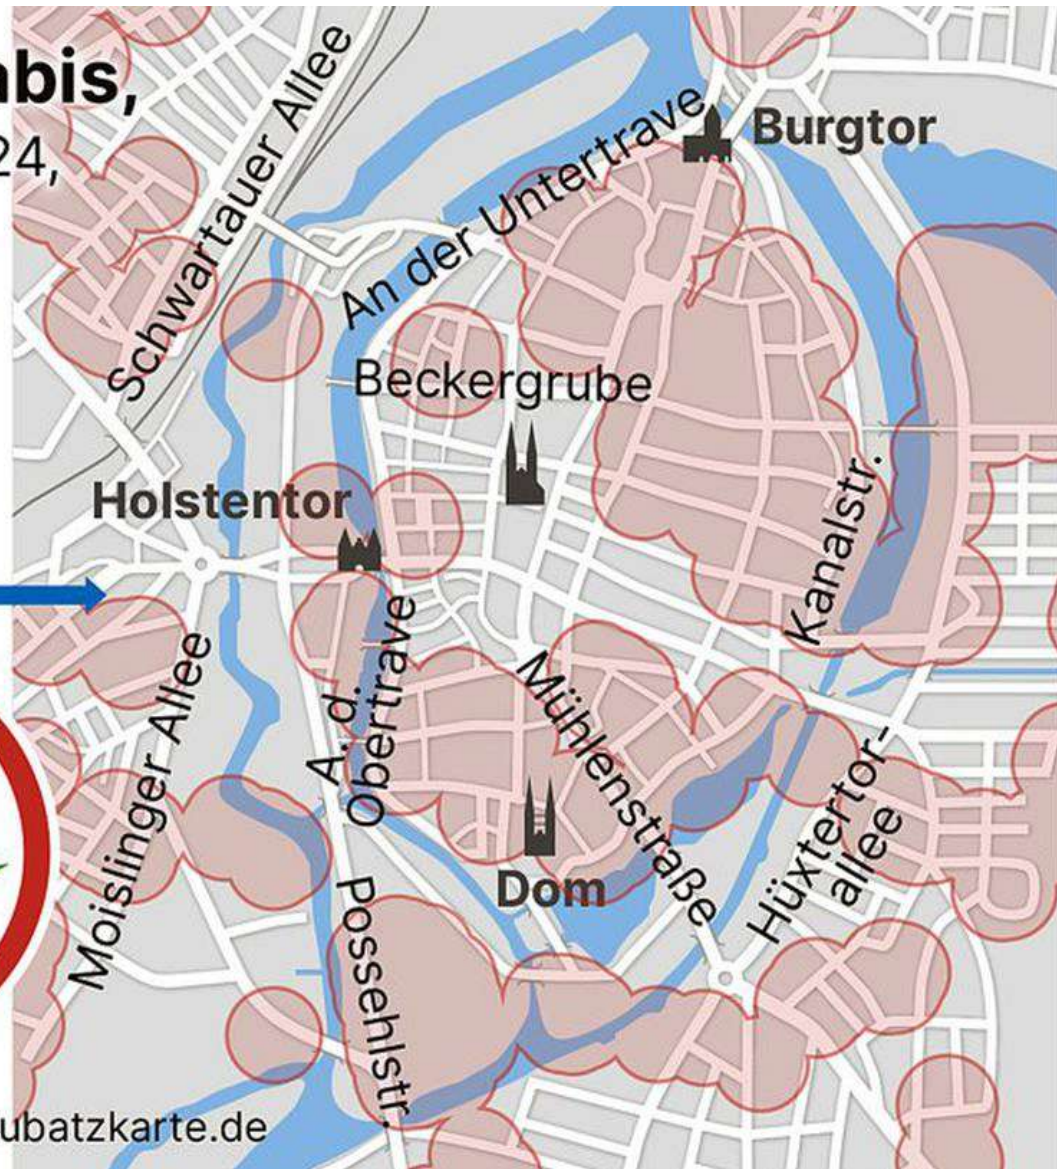 abis,
24,
Schwartauer Allee
An der Untertrave
Burgtor
Beckergrube
Holstentor
Kanalstr.
Moislinger Allee
A. d.
Obertrave
Mühlenstraße
Hüxtertor-
allee
Dom
Possehlstr.
ubatzkarte.de